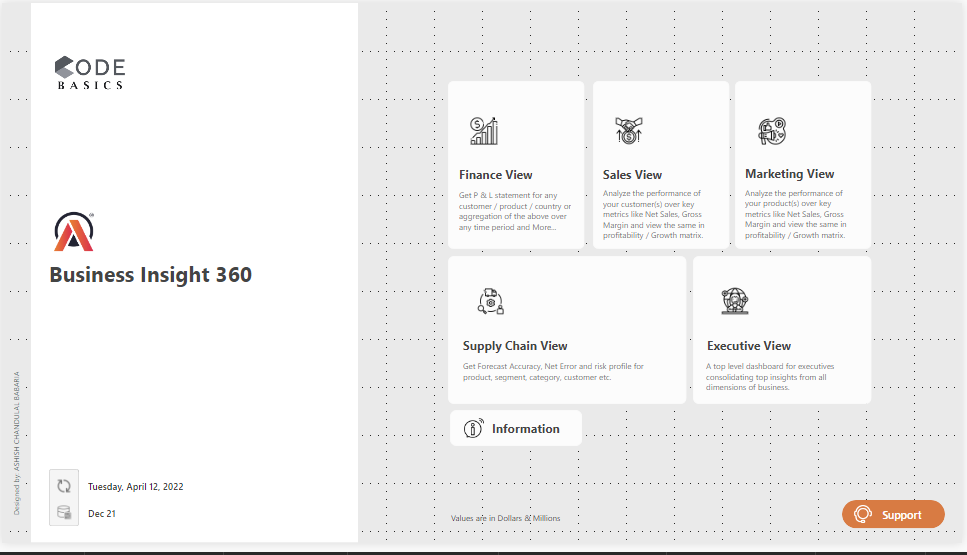 CODE
BASICS
Business Insight 360
Designed by: ASHISH CHANDULAL BABARIA
Tuesday, April 12, 2022
Dec 21
Finance View
Get P & L statement for any
customer / product / country or
aggregation of the above over
any time period and More...
Sales View
Analyze the performance of
your customer(s) over key
metrics like Net Sales, Gross
Margin and view the same in
profitability / Growth matrix.
Marketing View
Analyze the performance of
your product(s) over key
metrics like Net Sales, Gross
Margin and view the same in
profitability / Growth matrix.
Supply Chain View
Get Forecast Accuracy, Net Error and risk profile for
product, segment, category, customer etc.
Executive View
A top level dashboard for executives
consolidating top insights from all
dimensions of business.
Information
Values are in Dollars & Millions
Support